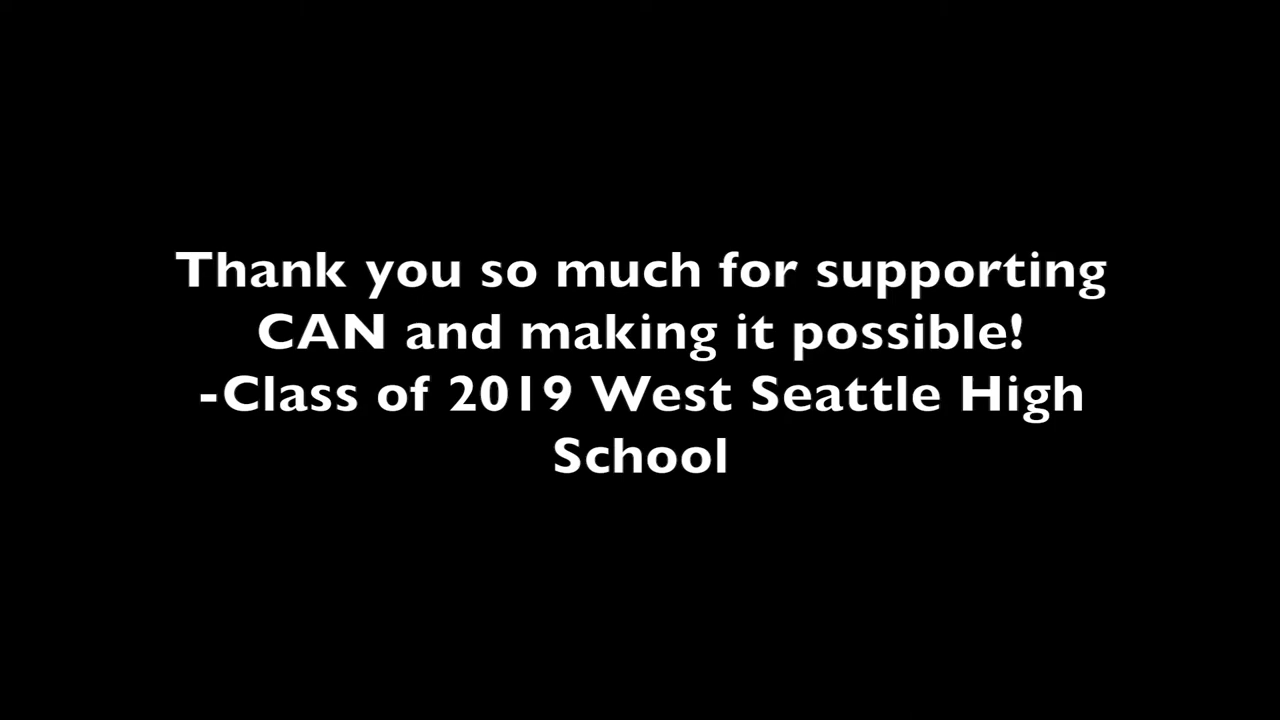 Thank you so much for supporting
CAN and making it possible!
-Class of 2019 West Seattle High
School